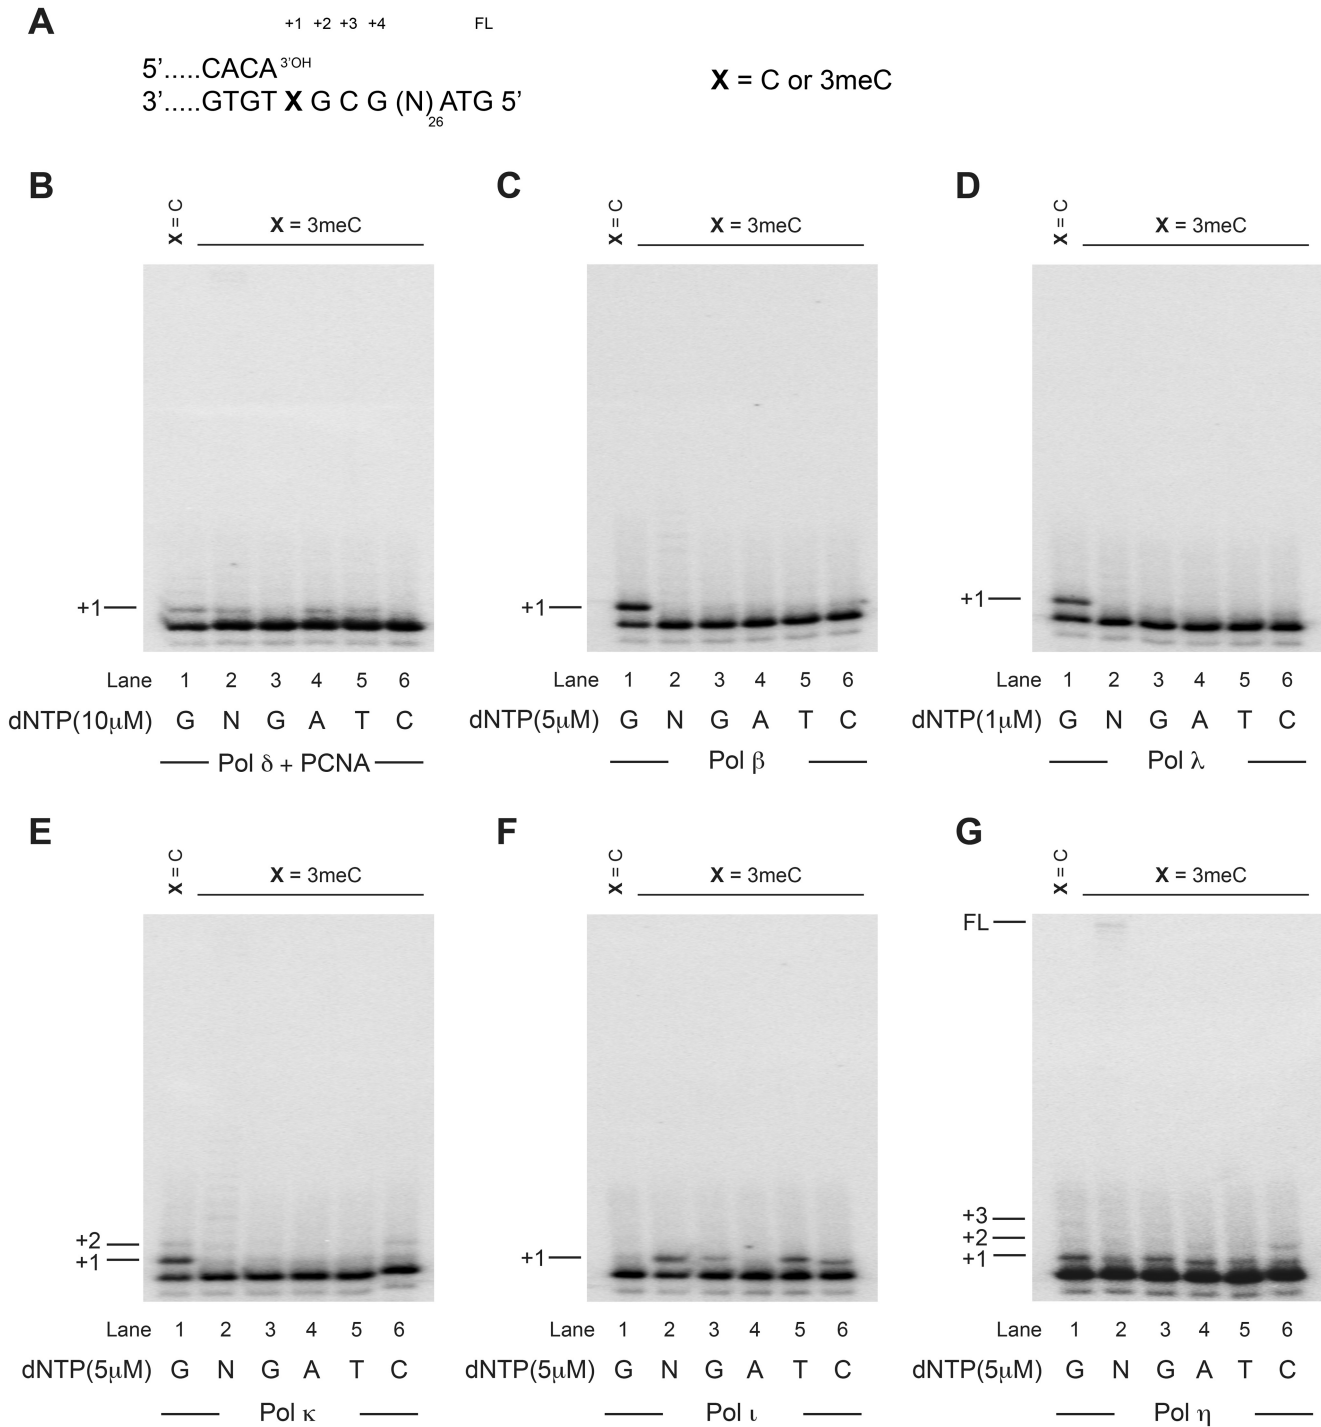 A
+1 +2 +3 +4 FL
5’.....CACA3’OH
3’.....GTGT X G C G (N)26 ATG 5’
X = C or 3meC
B
X = C
X = 3meC
+1
Lane 1 2 3 4 5 6
dNTP(10µM) G N G A T C
Pol δ + PCNA
C
X = C
X = 3meC
+1
Lane 1 2 3 4 5 6
dNTP(5µM) G N G A T C
Pol β
D
X = C
X = 3meC
+1
Lane 1 2 3 4 5 6
dNTP(1µM) G N G A T C
Pol λ
E
X = C
X = 3meC
+2
+1
Lane 1 2 3 4 5 6
dNTP(5µM) G N G A T C
Pol κ
F
X = C
X = 3meC
+1
Lane 1 2 3 4 5 6
dNTP(5µM) G N G A T C
Pol ι
G
X = C
X = 3meC
FL
+3
+2
+1
Lane 1 2 3 4 5 6
dNTP(5µM) G N G A T C
Pol η